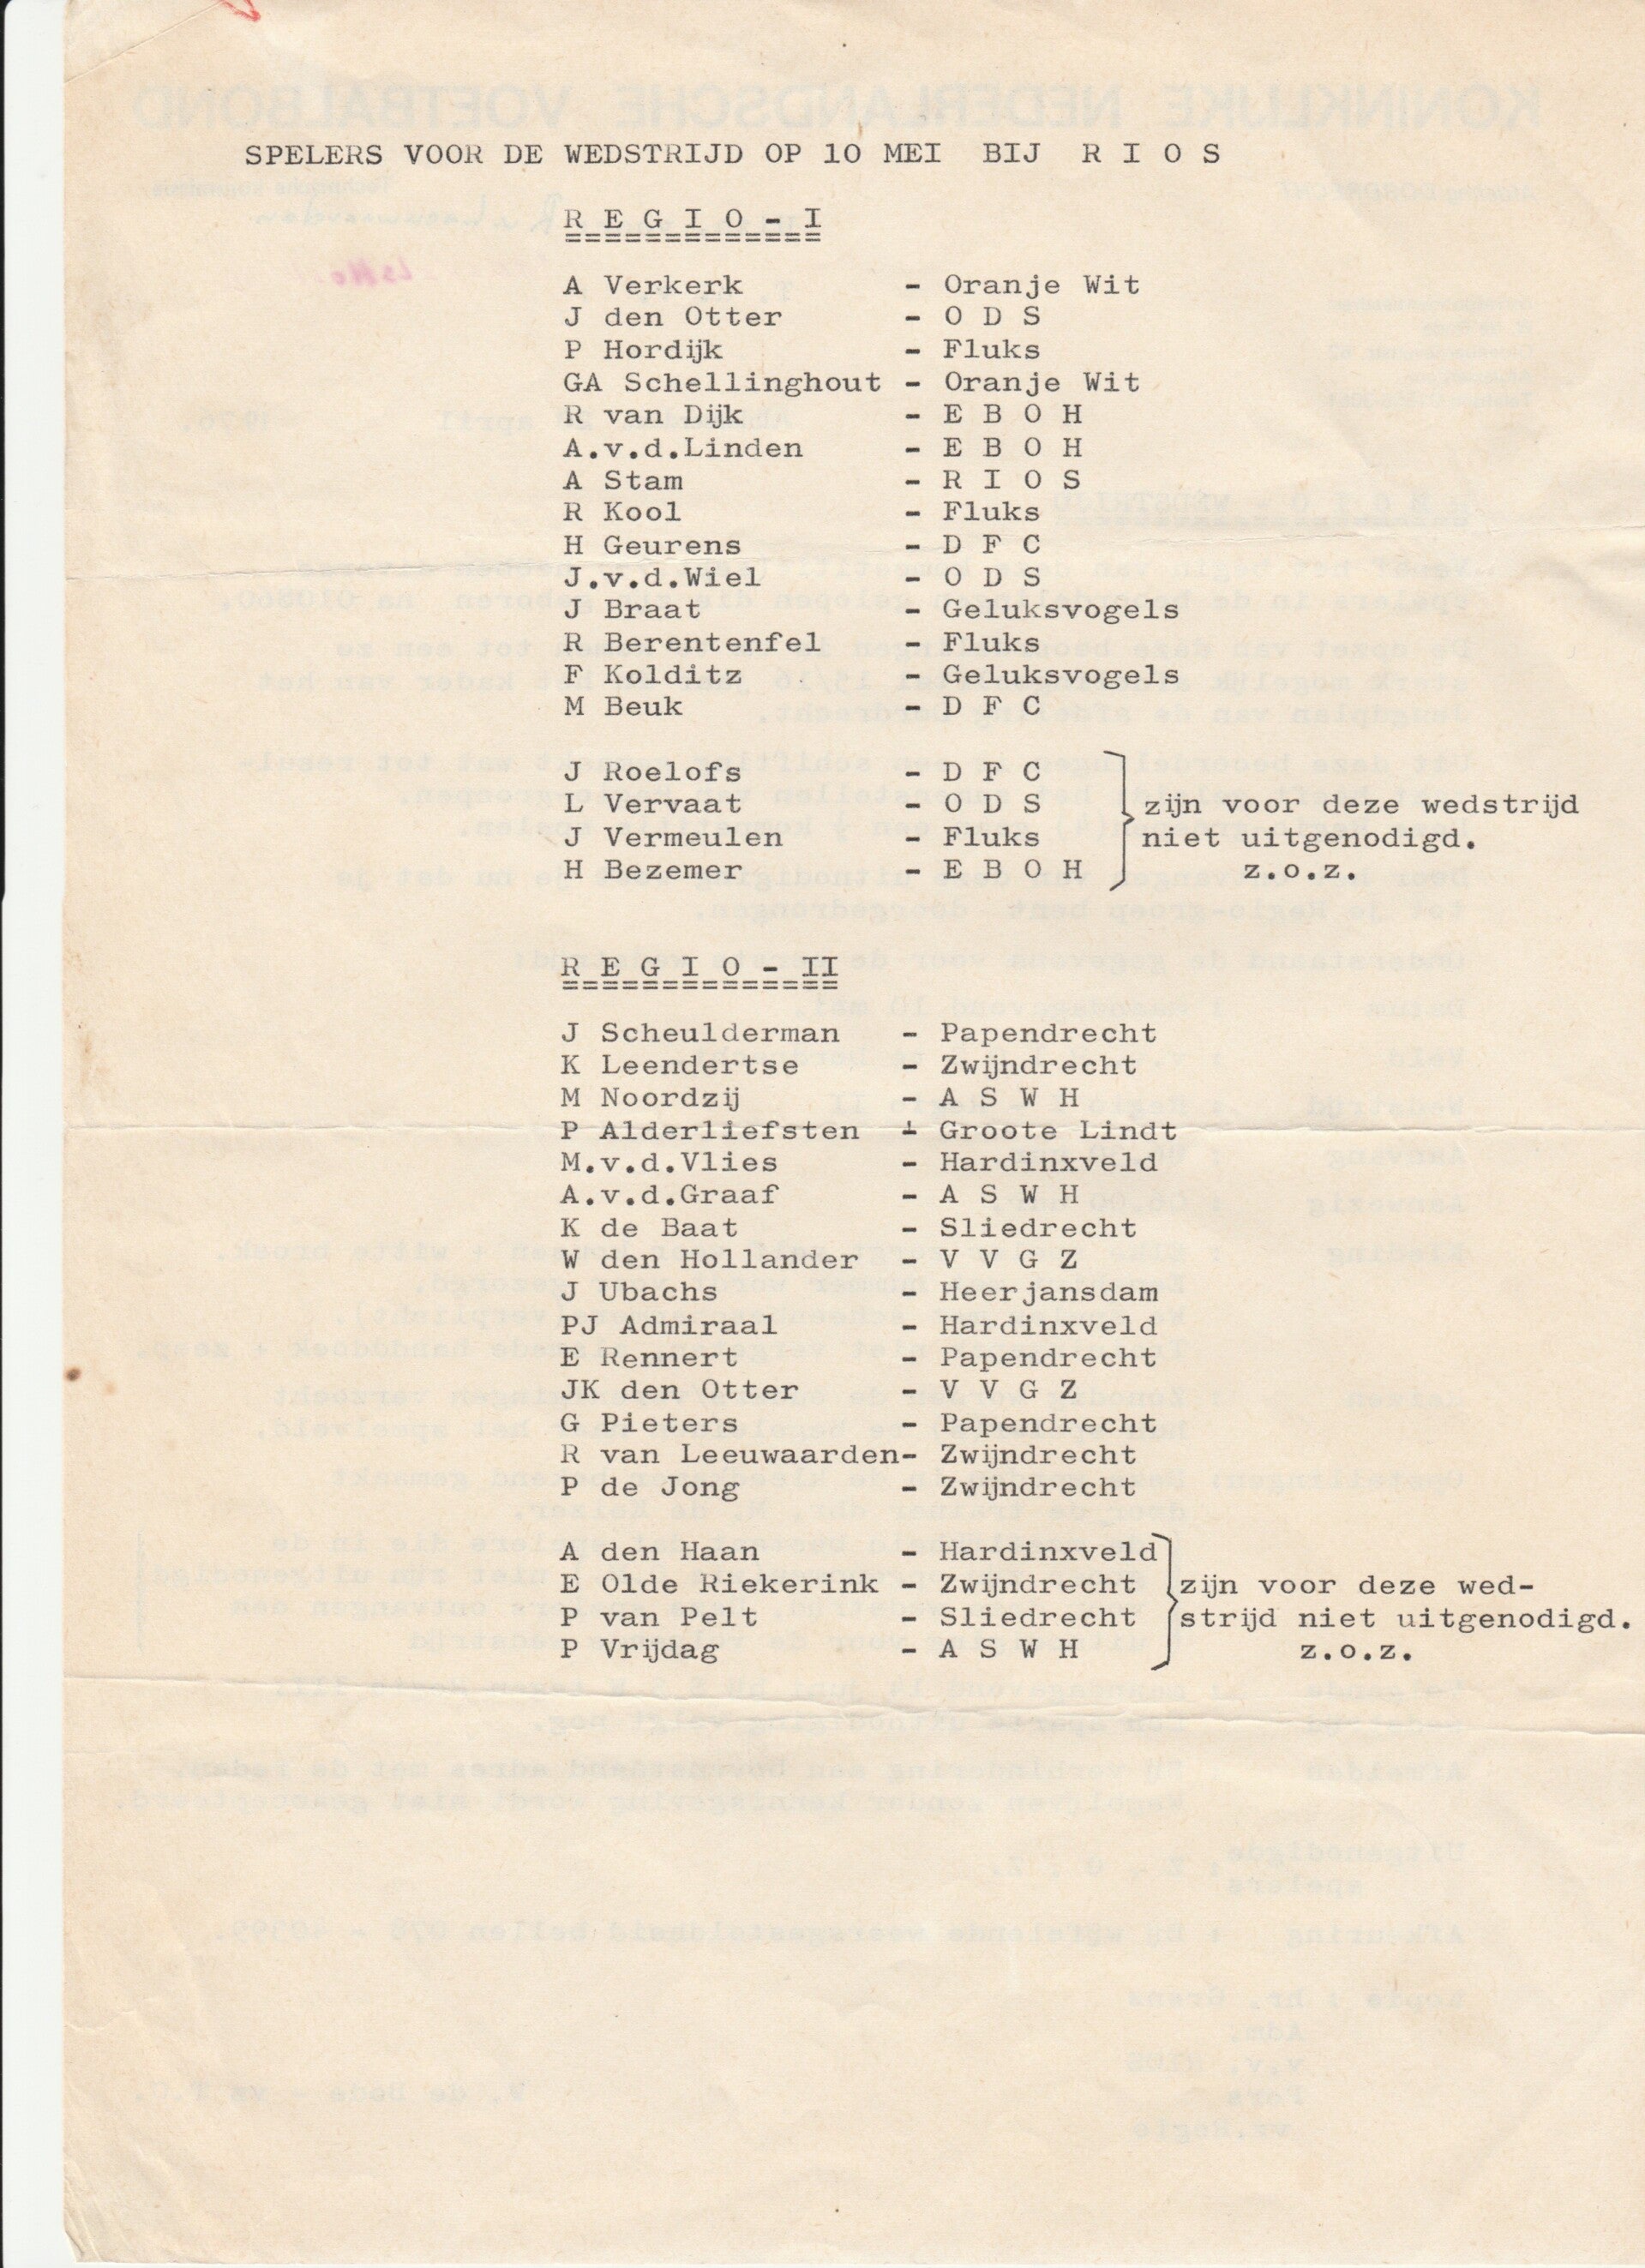 SPELERS VOOR DE WEDSTRIJD OP 10 MEI BIJ R I O S
R E G I O - I
=============
A Verkerk - Oranje Wit
J den Otter - O D S
P Hordijk - Fluks
GA Schellinghout - Oranje Wit
R van Dijk - E B O H
A.v.d.Linden - E B O H
A Stam - R I O S
R Kool - Fluks
H Geurens - D F C
J.v.d.Wiel - O D S
J Braat - Geluksvogels
R Berentenfel - Fluks
F Kolditz - Geluksvogels
M Beuk - D F C
J Roelofs - D F C
L Vervaat - O D S zijn voor deze wedstrijd
J Vermeulen - Fluks niet uitgenodigd.
H Bezemer - E B O H z.o.z.
R E G I O - II
==============
J Scheulderman - Papendrecht
K Leendertse - Zwijndrecht
M Noordzij - A S W H
P Alderliefsten - Groote Lindt
M.v.d.Vlies - Hardinxveld
A.v.d.Graaf - A S W H
K de Baat - Sliedrecht
W den Hollander - V V G Z
J Ubachs - Heerjansdam
PJ Admiraal - Hardinxveld
E Rennert - Papendrecht
JK den Otter - V V G Z
G Pieters - Papendrecht
R van Leeuwaarden- Zwijndrecht
P de Jong - Zwijndrecht
A den Haan - Hardinxveld
E Olde Riekerink - Zwijndrecht zijn voor deze wed-
P van Pelt - Sliedrecht strijd niet uitgenodigd.
P Vrijdag - A S W H z.o.z.